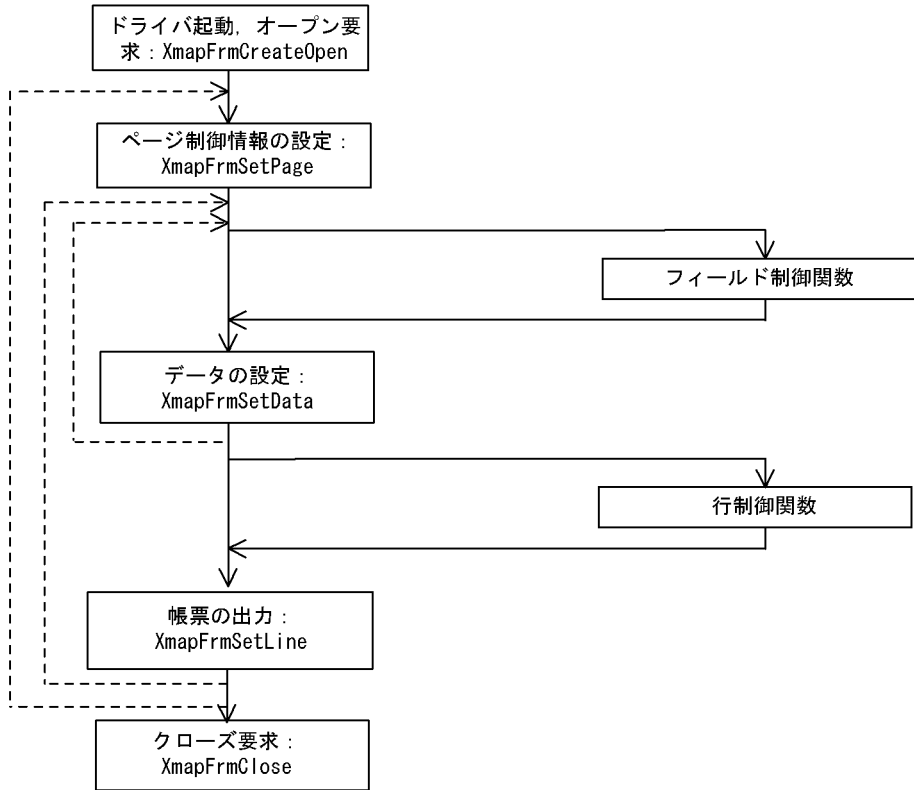 ドライバ起動，オープン要
求：XmapFrmCreateOpen
ページ制御情報の設定：
XmapFrmSetPage
フィールド制御関数
データの設定：
XmapFrmSetData
行制御関数
帳票の出力：
XmapFrmSetLine
クローズ要求：
XmapFrmClose